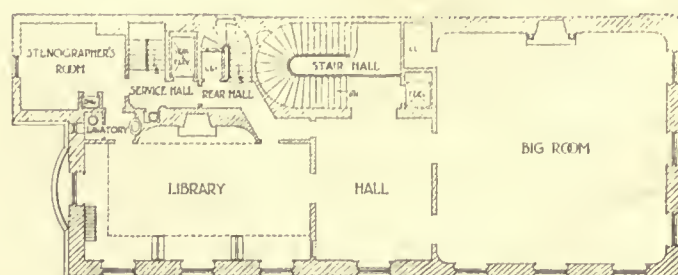 STENOGRAPHER'S
ROOM
SERVICE HALL
REAR HALL
STAIR HALL
LAVATORY
LIBRARY
HALL
BIG ROOM